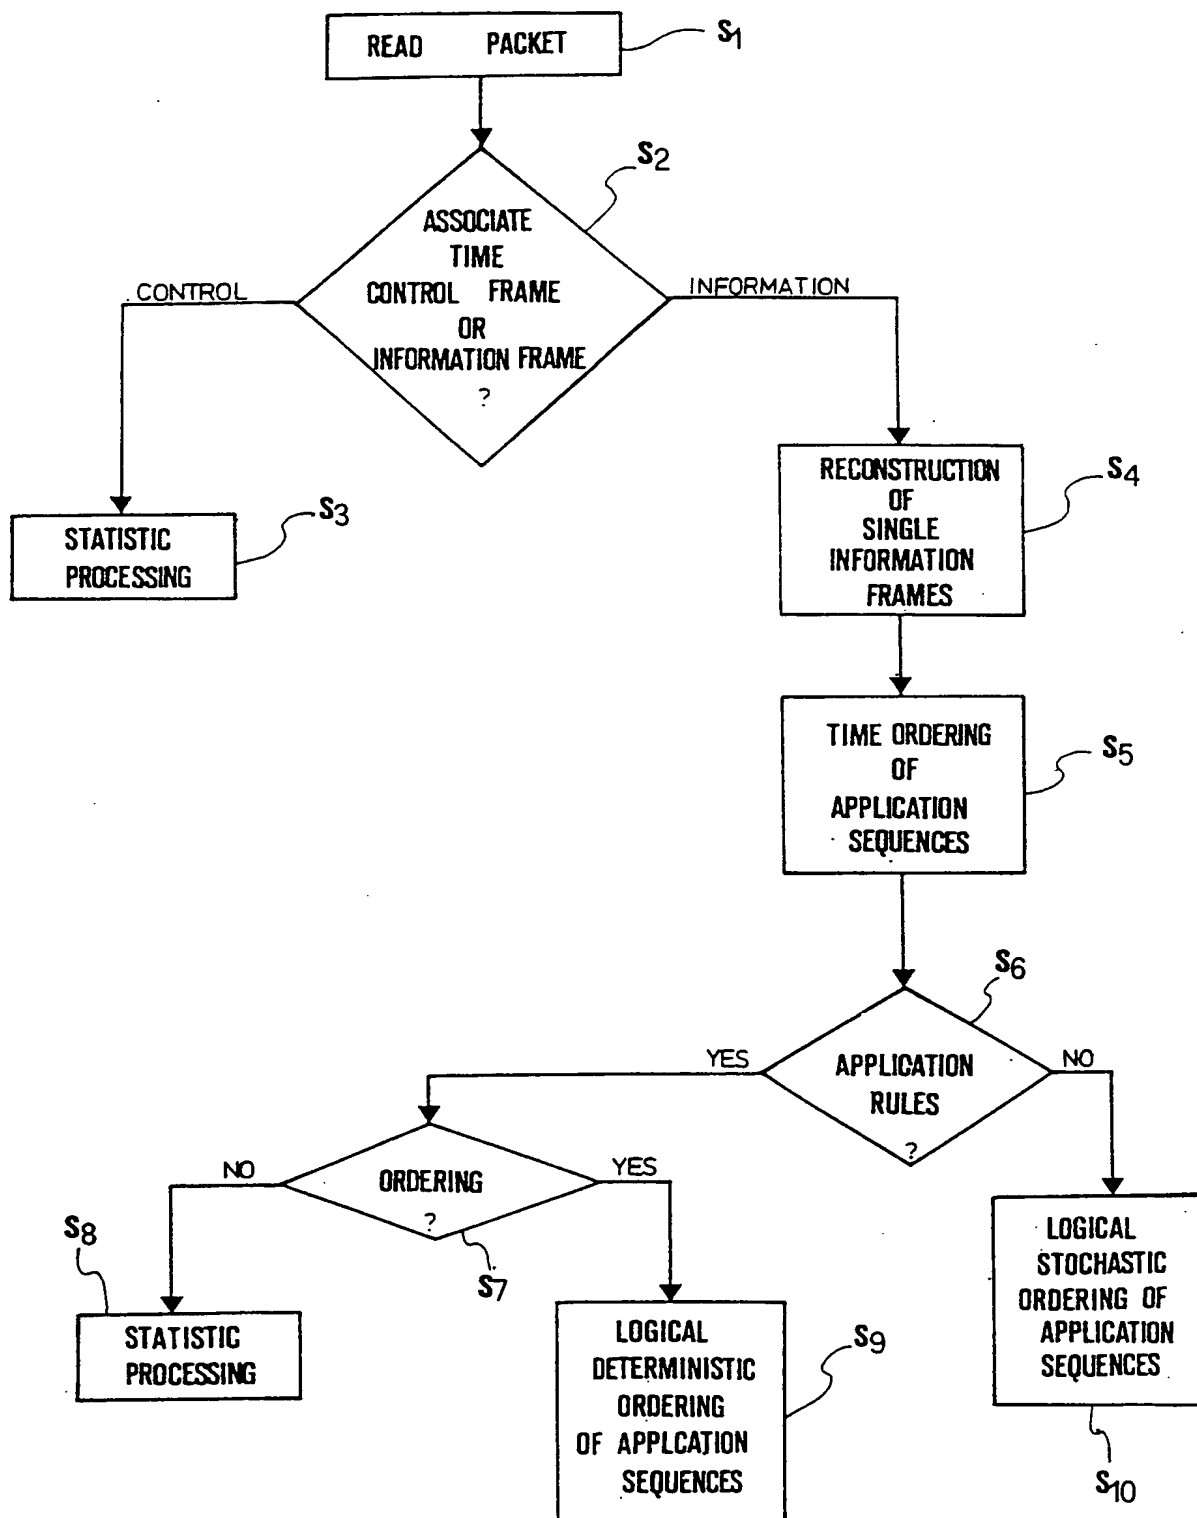 READ PACKET
S1
S2
ASSOCIATE
TIME
CONTROL FRAME
OR
INFORMATION FRAME
?
CONTROL
INFORMATION
STATISTIC
PROCESSING
S3
RECONSTRUCTION
OF
SINGLE
INFORMATION
FRAMES
S4
TIME ORDERING
OF
APPLICATION
SEQUENCES
S5
S6
APPLICATION
RULES
?
YES
NO
ORDERING
?
NO
YES
S7
S8
STATISTIC
PROCESSING
LOGICAL
DETERMINISTIC
ORDERING
OF APPLCATION
SEQUENCES
S9
LOGICAL
STOCHASTIC
ORDERING OF
APPLICATION
SEQUENCES
S10